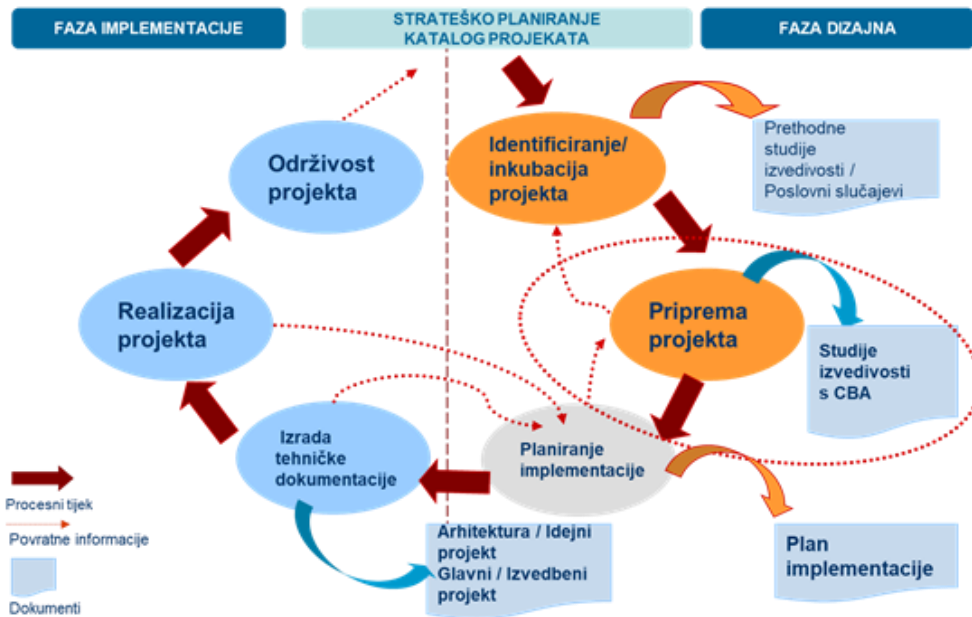 FAZA IMPLEMENTACIJE
STRATEŠKO PLANIRANJE
KATALOG PROJEKATA
FAZA DIZAJNA
Održivost
projekta
Identificiranje/
inkubacija
projekta
Prethodne
studije
izvedivosti /
Poslovni slučajevi
Realizacija
projekta
Priprema
projekta
Studije
izvedivosti
s CBA
Izrada
tehničke
dokumentacije
Planiranje
implementacije
Procesni tijek
Povratne informacije
Dokumenti
Arhitektura / Idejni
projekt
Glavni / Izvedbeni
projekt
Plan
implementacije